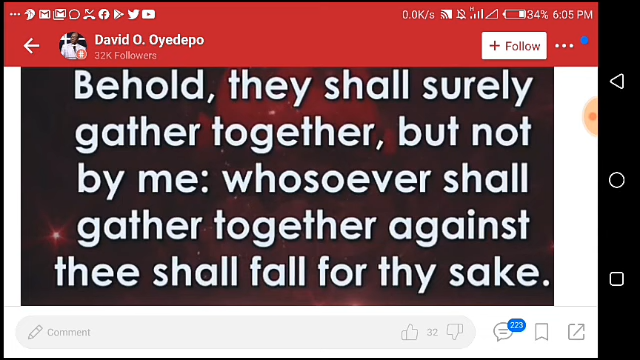 0.0K/s 34% 6:05 PM
David O. Oyedepo
32K Followers
+ Follow
Behold, they shall surely
gather together, but not
by me: whosoever shall
gather together against
thee shall fall for thy sake.
Comment
32
223